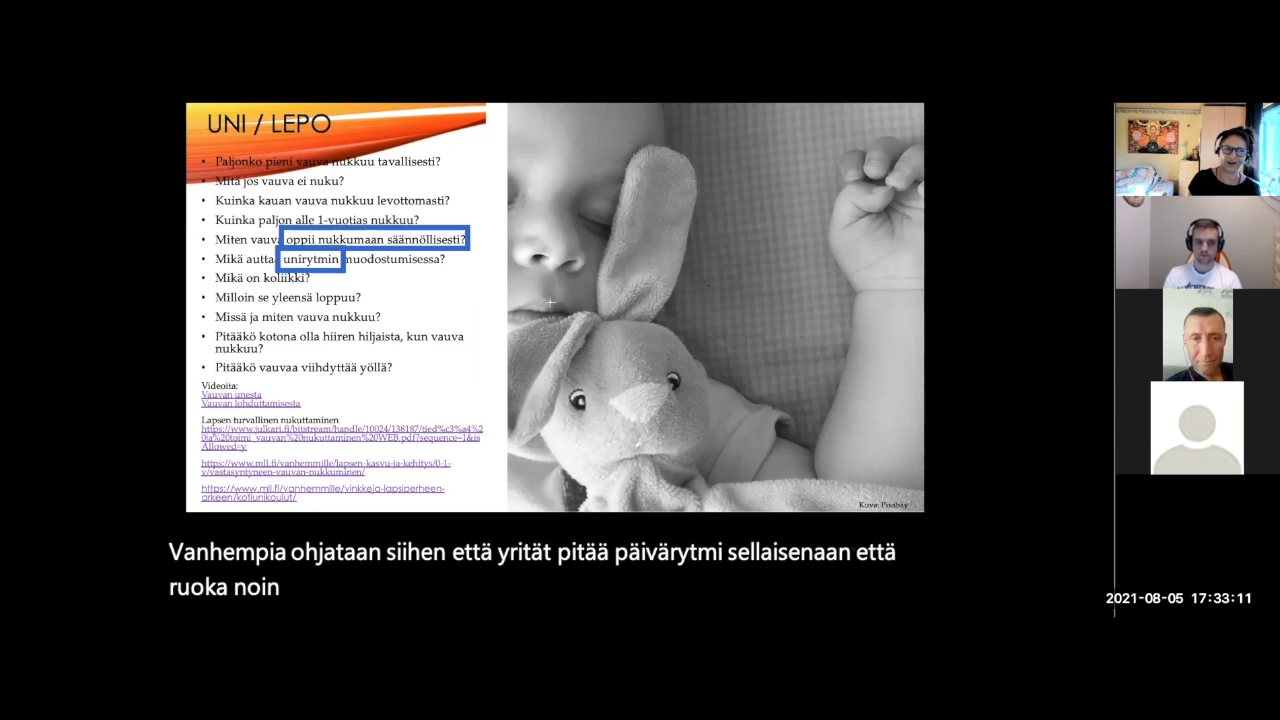 UNI / LEPO
• Paljonko pieni vauva nukkuu tavallisesti?
• Mitä jos vauva ei nuku?
• Kuinka kauan vauva nukkuu levottomasti?
• Kuinka paljon alle 1-vuotias nukkuu?
• Miten vauva oppii nukkumaan säännöllisesti?
• Mikä auttaa unirytmin muodostumisessa?
• Mikä on koliikki?
• Milloin se yleensä loppuu?
• Missä ja miten vauva nukkuu?
• Pitääkö kotona olla hiiren hiljaista, kun vauva
nukkuu?
• Pitääkö vauvaa viihdyttää yöllä?
Videoita:
Vauvan unesta
Vauvan lohduttamisesta
Lapsen turvallinen nukuttaminen
https://www.julkari.fi/bitstream/handle/10024/138187/tied%c3%a4%2
0ja%20toimi_vauvan%20nukuttaminen%20WEB.pdf?sequence=1&is
Allowed=y
https://www.mll.fi/vanhemmille/lapsen-kasvu-ja-kehitys/0-1-
v/vastasyntyneen-vauvan-nukkuminen/
https://www.mll.fi/vanhemmille/vinkkeja-lapsiperheen-
arkeen/kotiunikoulut/
Kuva: Pixabay
Vanhempia ohjataan siihen että yrität pitää päivärytmi sellaisenaan että
ruoka noin
2021-08-05 17:33:11